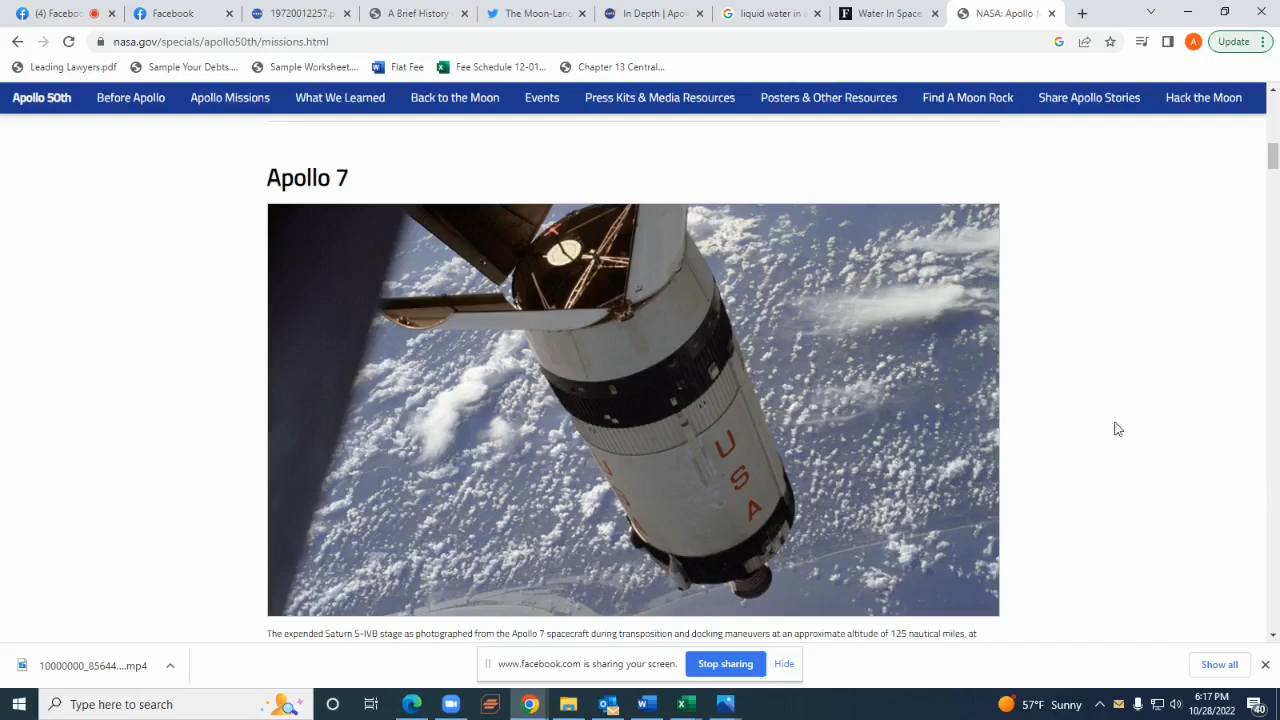 (4) Faceboo
Facebook
19720012257.p
A Brief History
The Moon-Lan
In Depth | Apol
liquid water in a
Water In Space
NASA: Apollo M
nasa.gov/specials/apollo50th/missions.html
A
Update
Leading Lawyers.pdf
Sample Your Debts....
Sample Worksheet....
Flat Fee
Fee Schedule 12-01...
Chapter 13 Central...
Apollo 50th
Before Apollo
Apollo Missions
What We Learned
Back to the Moon
Events
Press Kits & Media Resources
Posters & Other Resources
Find A Moon Rock
Share Apollo Stories
Hack the Moon
Apollo 7
USA
The expended Saturn S-IVB stage as photographed from the Apollo 7 spacecraft during transposition and docking maneuvers at an approximate altitude of 125 nautical miles, at
10000000_85644....mp4
www.facebook.com is sharing your screen.
Stop sharing
Hide
Show all
Type here to search
57°F Sunny
6:17 PM
10/28/2022
40